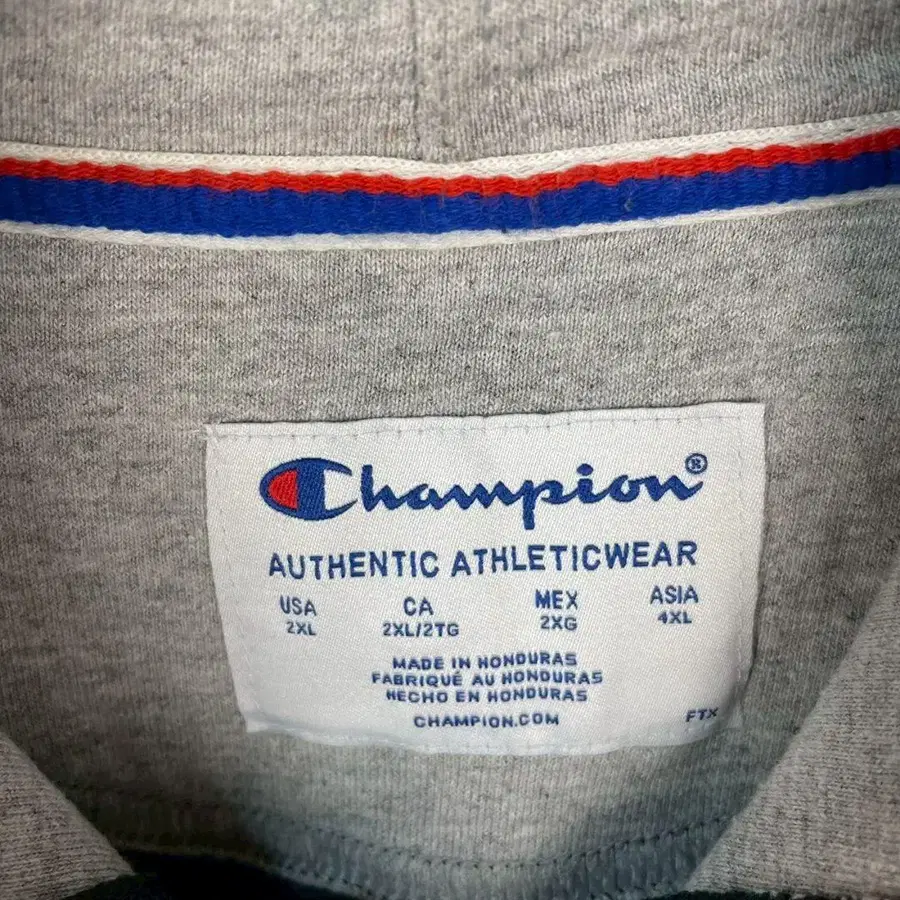 Champion®
AUTHENTIC ATHLETICWEAR
USA CA MEX ASIA
2XL 2XL/2TG 2XG 4XL
MADE IN HONDURAS
FABRIQUÉ AU HONDURAS
HECHO EN HONDURAS
CHAMPION.COM FTX